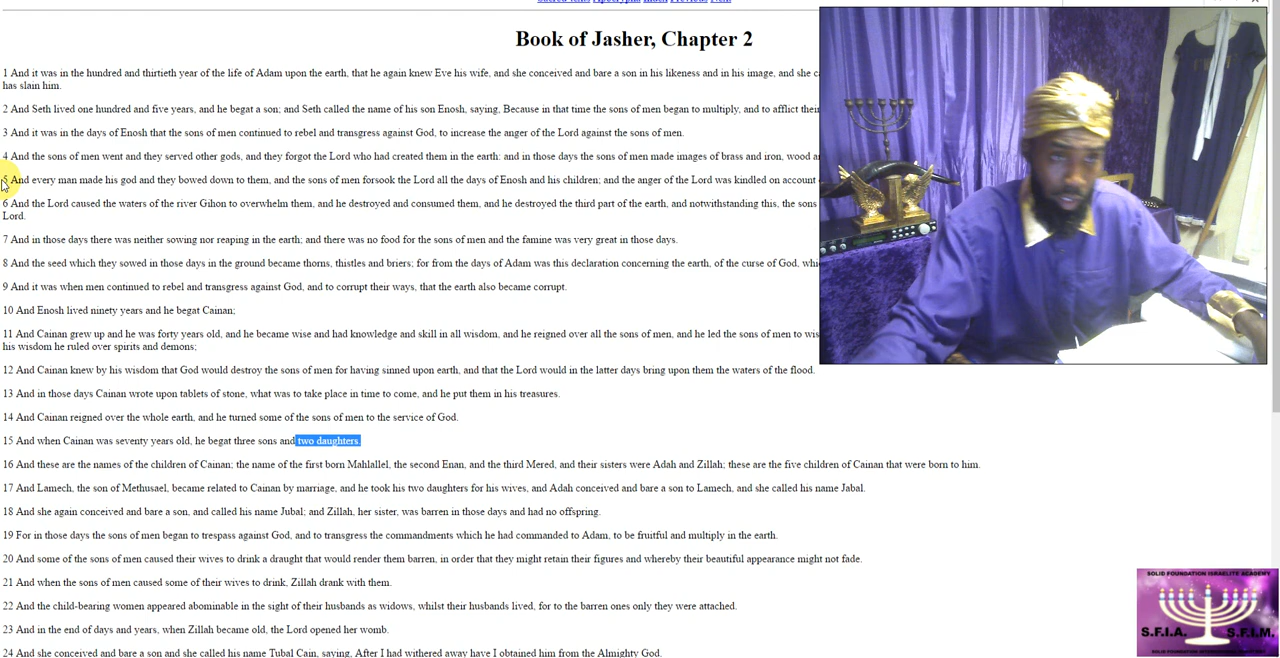 Book of Jasher, Chapter 2
1 And it was in the hundred and thirtieth year of the life of Adam upon the earth, that he again knew Eve his wife, and she conceived and bare a son in his likeness and in his image, and she
has slain him.
2 And Seth lived one hundred and five years, and he begat a son; and Seth called the name of his son Enosh, saying, Because in that time the sons of men began to multiply, and to afflict their
3 And it was in the days of Enosh that the sons of men continued to rebel and transgress against God, to increase the anger of the Lord against the sons of men.
4 And the sons of men went and they served other gods, and they forgot the Lord who had created them in the earth: and in those days the sons of men made images of brass and iron, wood
5 And every man made his god and they bowed down to them, and the sons of men forsook the Lord all the days of Enosh and his children; and the anger of the Lord was kindled on account
6 And the Lord caused the waters of the river Gihon to overwhelm them, and he destroyed and consumed them, and he destroyed the third part of the earth, and notwithstanding this, the sons
Lord.
7 And in those days there was neither sowing nor reaping in the earth; and there was no food for the sons of men and the famine was very great in those days.
8 And the seed which they sowed in those days in the ground became thorns, thistles and briers; for from the days of Adam was this declaration concerning the earth, of the curse of God,
9 And it was when men continued to rebel and transgress against God, and to corrupt their ways, that the earth also became corrupt.
10 And Enosh lived ninety years and he begat Cainan;
11 And Cainan grew up and he was forty years old, and he became wise and had knowledge and skill in all wisdom, and he reigned over all the sons of men, and he led the sons of men to
his wisdom he ruled over spirits and demons;
12 And Cainan knew by his wisdom that God would destroy the sons of men for having sinned upon earth, and that the Lord would in the latter days bring upon them the waters of the flood.
13 And in those days Cainan wrote upon tablets of stone, what was to take place in time to come, and he put them in his treasures.
14 And Cainan reigned over the whole earth, and he turned some of the sons of men to the service of God.
15 And when Cainan was seventy years old, he begat three sons and two daughters.
16 And these are the names of the children of Cainan; the name of the first born Mahlallel, the second Enan, and the third Mered, and their sisters were Adah and Zillah; these are the five children of Cainan that were born to him.
17 And Lamech, the son of Methusael, became related to Cainan by marriage, and he took his two daughters for his wives, and Adah conceived and bare a son to Lamech, and she called his name Jabal.
18 And she again conceived and bare a son, and called his name Jubal; and Zillah, her sister, was barren in those days and had no offspring.
19 For in those days the sons of men began to trespass against God, and to transgress the commandments which he had commanded to Adam, to be fruitful and multiply in the earth.
20 And some of the sons of men caused their wives to drink a draught that would render them barren, in order that they might retain their figures and whereby their beautiful appearance might not fade.
21 And when the sons of men caused some of their wives to drink, Zillah drank with them.
22 And the child-bearing women appeared abominable in the sight of their husbands as widows, whilst their husbands lived, for to the barren ones only they were attached.
23 And in the end of days and years, when Zillah became old, the Lord opened her womb.
24 And she conceived and bare a son and she called his name Tubal Cain, saying, After I had withered away have I obtained him from the Almighty God.
SOLID FOUNDATION ISRAELITE ACADEMY
S.F.I.A. S.F.I.M.